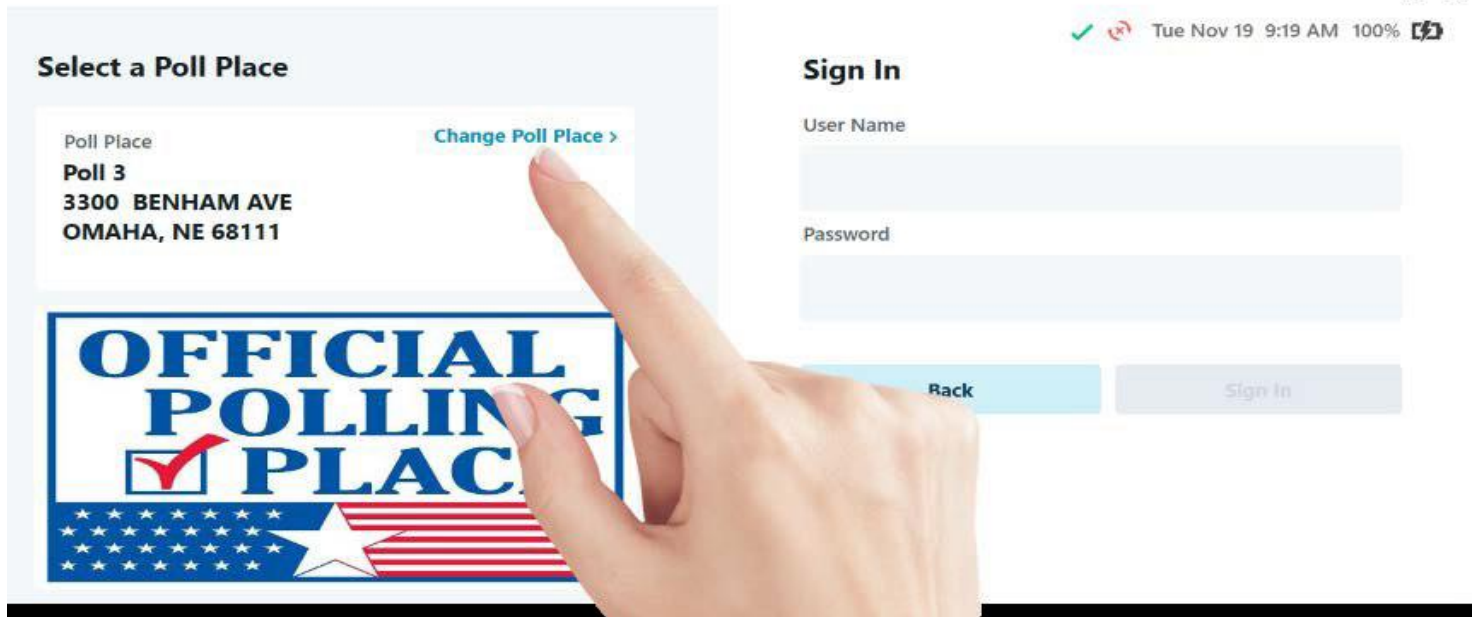 Tue Nov 19 9:19 AM 100%
Select a Poll Place
Poll Place
Change Poll Place >
Poll 3
3300 BENHAM AVE
OMAHA, NE 68111
OFFICIAL
POLLING
PLAC
Sign In
User Name
Password
Back
Sign In